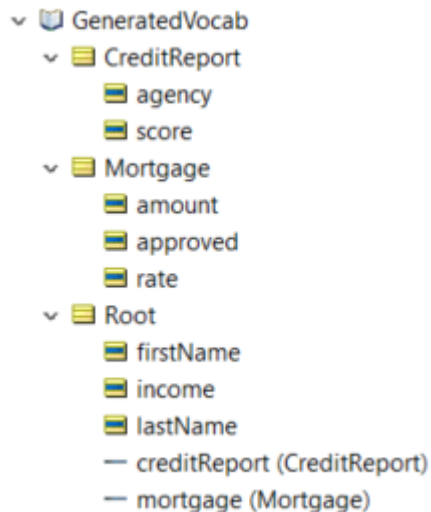 GeneratedVocab
CreditReport
agency
score
Mortgage
amount
approved
rate
Root
firstName
income
lastName
creditReport (CreditReport)
mortgage (Mortgage)